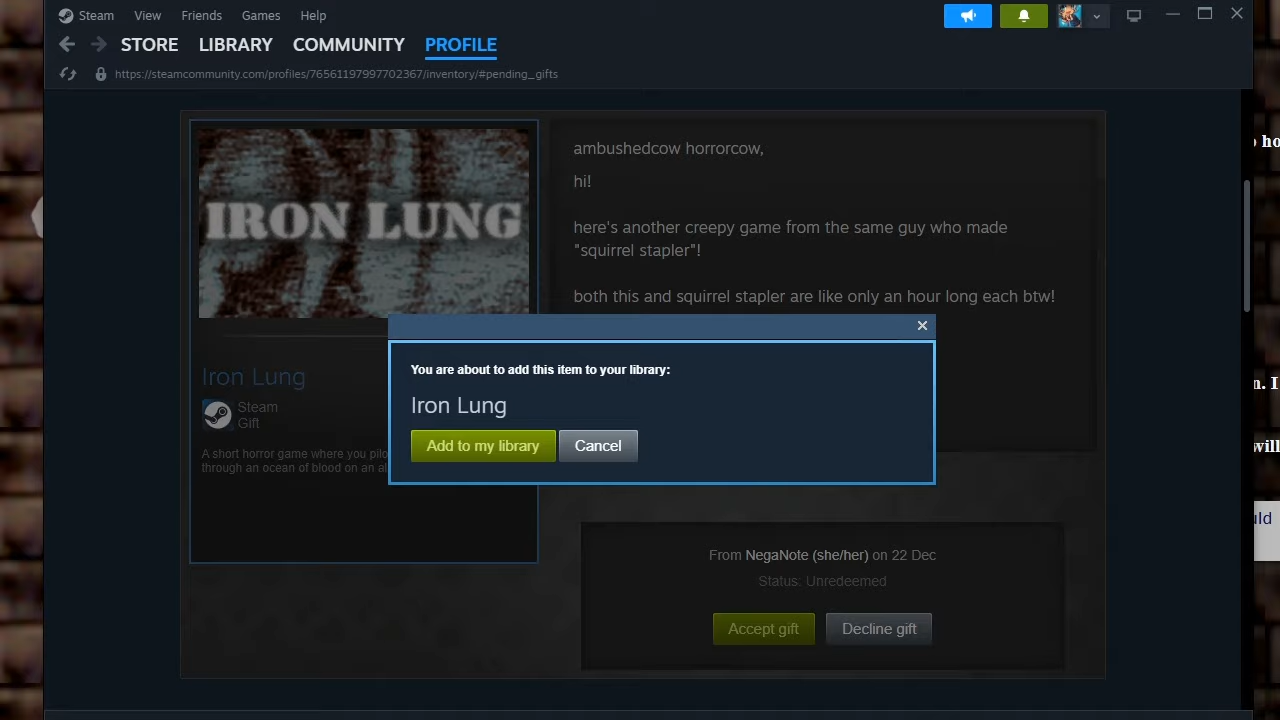 Steam View Friends Games Help
STORE LIBRARY COMMUNITY PROFILE
https://steamcommunity.com/profiles/76561197997702367/inventory/#pending_gifts
IRON LUNG
ambushedcow horrorcow,
hi!
here's another creepy game from the same guy who made
"squirrel stapler"!
both this and squirrel stapler are like only an hour long each btw!
Iron Lung
Steam
Gift
A short horror game where you pilo
through an ocean of blood on an al
You are about to add this item to your library:
Iron Lung
Add to my library Cancel
From NegaNote (she/her) on 22 Dec
Status: Unredeemed
Accept gift Decline gift
ho
n. I
will
uld